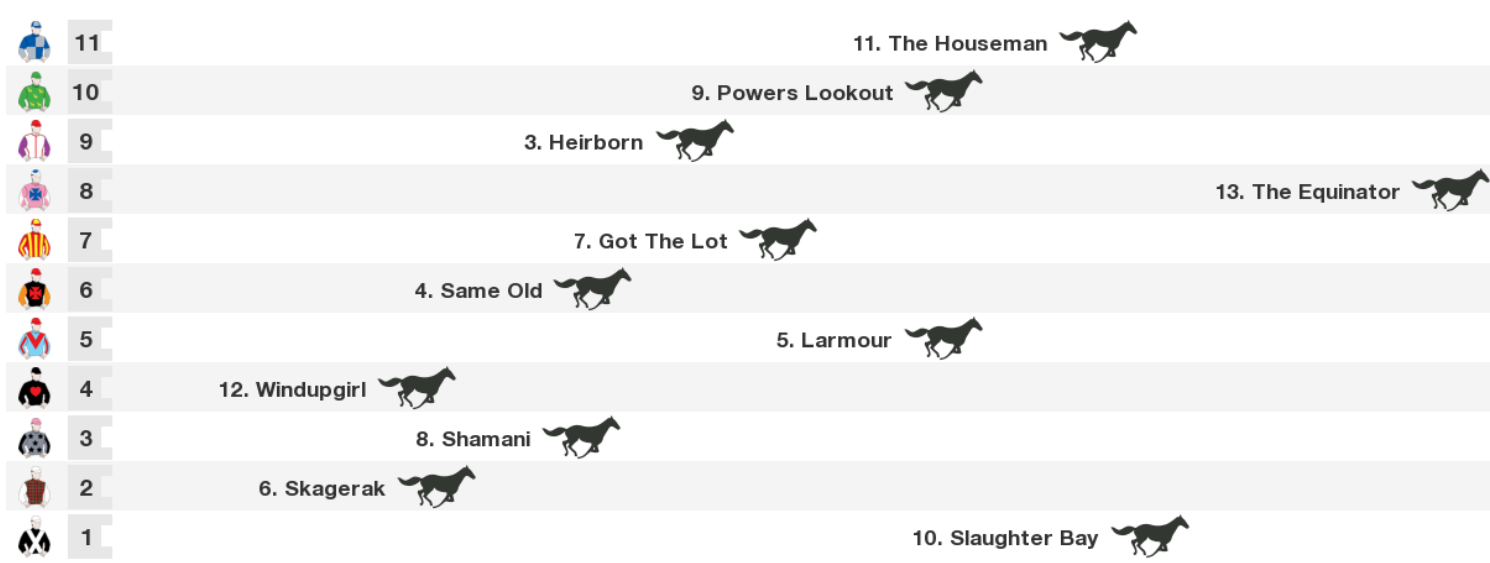 11 11. The Houseman
10 9. Powers Lookout
9 3. Heirborn
8 13. The Equinator
7 7. Got The Lot
6 4. Same Old
5 5. Larmour
4 12. Windupgirl
3 8. Shamani
2 6. Skagerak
1 10. Slaughter Bay